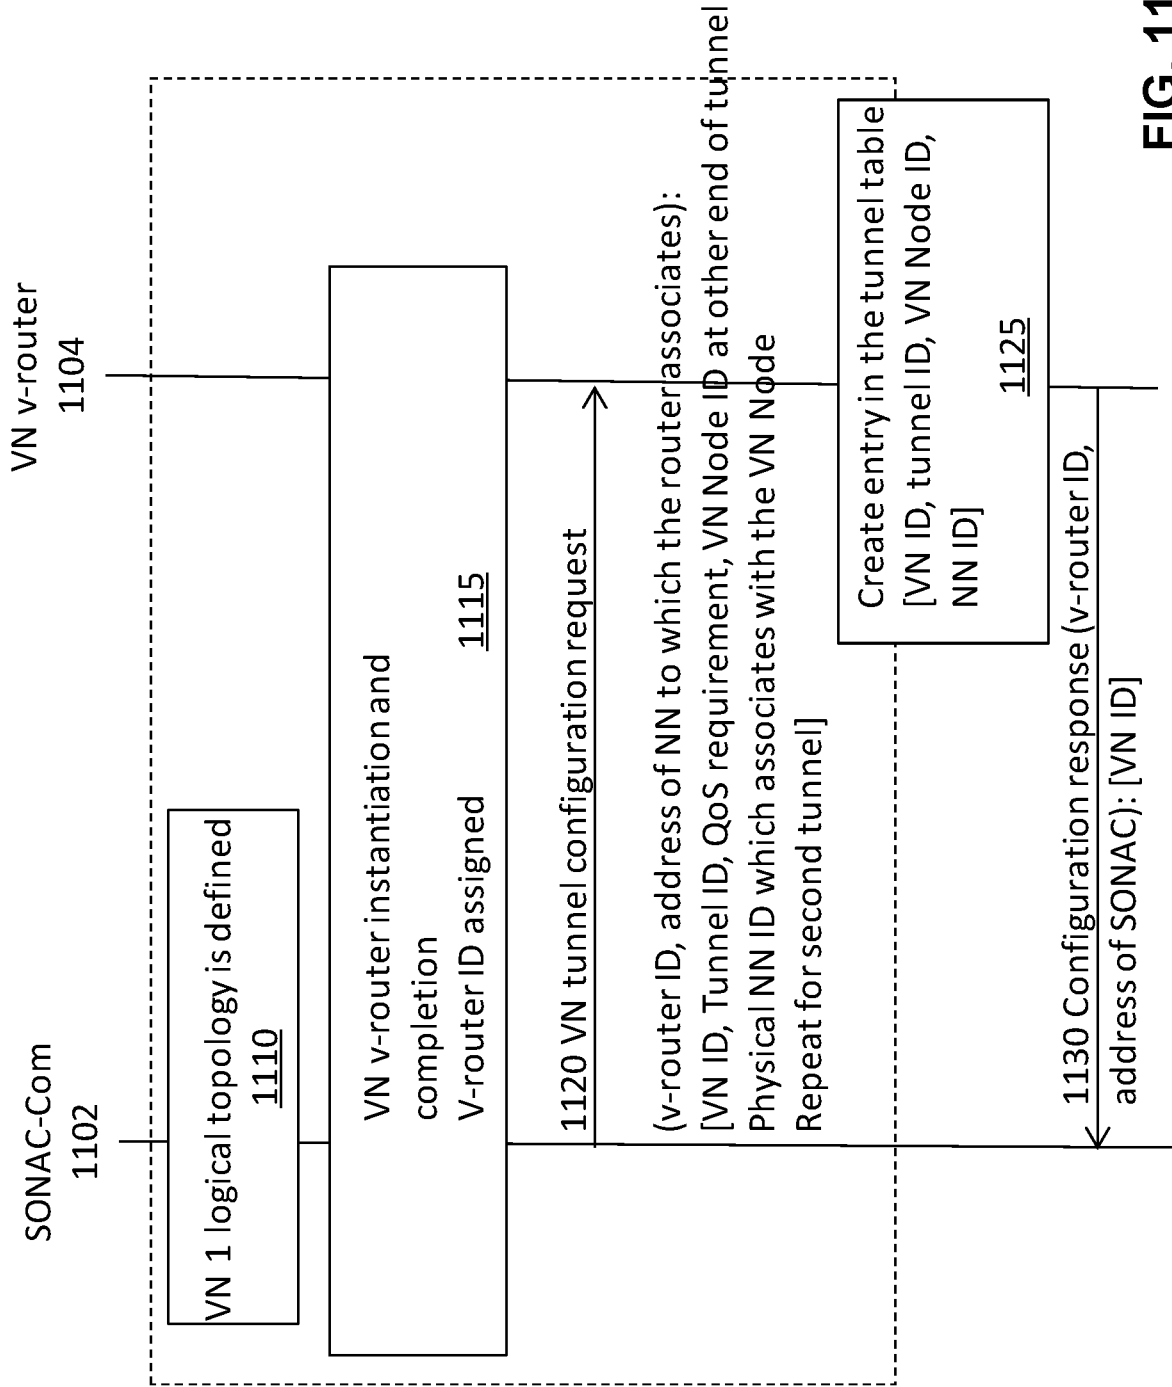 SONAC-Com
1102
VN v-router
1104
VN 1 logical topology is defined
1110
VN v-router instantiation and
completion
V-router ID assigned
1115
1120 VN tunnel configuration request
(v-router ID, address of NN to which the router associates):
[VN ID, Tunnel ID, QoS requirement, VN Node ID at other end of tunnel
Physical NN ID which associates with the VN Node
Repeat for second tunnel]
Create entry in the tunnel table
[VN ID, tunnel ID, VN Node ID,
NN ID]
1125
1130 Configuration response (v-router ID,
address of SONAC): [VN ID]
FIG. 11